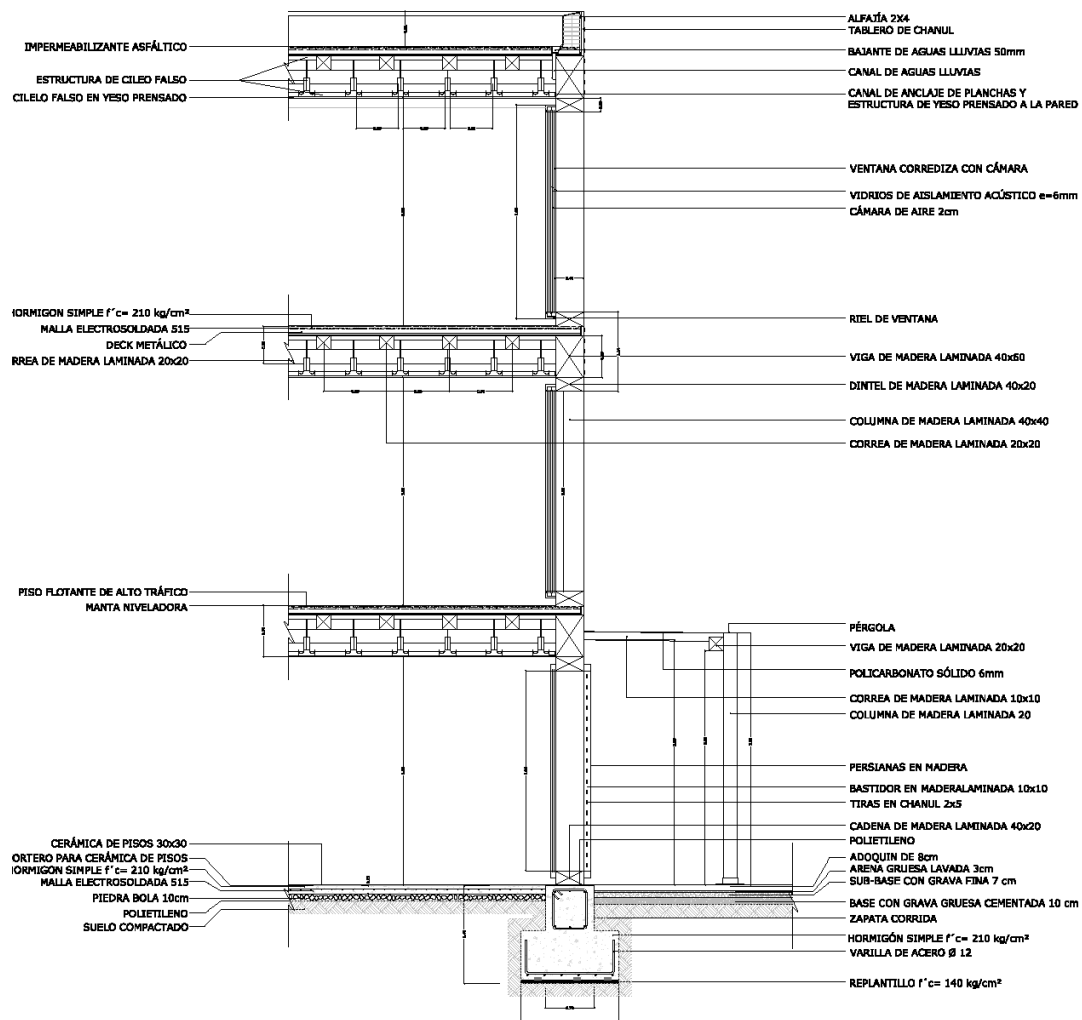 IMPERMEABILIZANTE ASFÁLTICO
ESTRUCTURA DE CILEO FALSO
CILELO FALSO EN YESO PRENSADO
HORMIGON SIMPLE f´c= 210 kg/cm²
MALLA ELECTROSOLDADA 515
DECK METÁLICO
RREA DE MADERA LAMINADA 20x20
PISO FLOTANTE DE ALTO TRÁFICO
MANTA NIVELADORA
CERÁMICA DE PISOS 30x30
ORTERO PARA CERÁMICA DE PISOS
HORMIGON SIMPLE f´c= 210 kg/cm²
MALLA ELECTROSOLDADA 515
PIEDRA BOLA 10cm
POLIETILENO
SUELO COMPACTADO
ALFAJÍA 2X4
TABLERO DE CHANUL
BAJANTE DE AGUAS LLUVIAS 50mm
CANAL DE AGUAS LLUVIAS
CANAL DE ANCLAJE DE PLANCHAS Y
ESTRUCTURA DE YESO PRENSADO A LA PARED
VENTANA CORREDIZA CON CÁMARA
VIDRIOS DE AISLAMIENTO ACÚSTICO e=6mm
CÁMARA DE AIRE 2cm
RIEL DE VENTANA
VIGA DE MADERA LAMINADA 40x60
DINTEL DE MADERA LAMINADA 40x20
COLUMNA DE MADERA LAMINADA 40x40
CORREA DE MADERA LAMINADA 20x20
PÉRGOLA
VIGA DE MADERA LAMINADA 20x20
POLICARBONATO SÓLIDO 6mm
CORREA DE MADERA LAMINADA 10x10
COLUMNA DE MADERA LAMINADA 20
PERSIANAS EN MADERA
BASTIDOR EN MADERALAMINADA 10x10
TIRAS EN CHANUL 2x5
CADENA DE MADERA LAMINADA 40x20
POLIETILENO
ADOQUIN DE 8cm
ARENA GRUESA LAVADA 3cm
SUB-BASE CON GRAVA FINA 7 cm
BASE CON GRAVA GRUESA CEMENTADA 10 cm
ZAPATA CORRIDA
HORMIGÓN SIMPLE f´c= 210 kg/cm²
VARILLA DE ACERO Ø 12
REPLANTILLO f´c= 140 kg/cm²